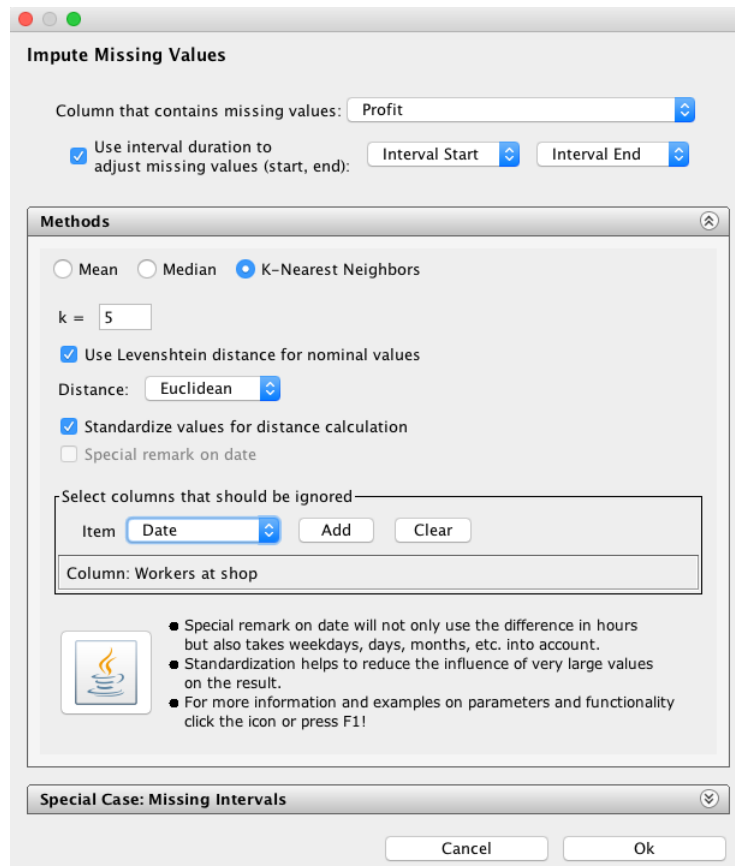 Impute Missing Values
Column that contains missing values: Profit
Use interval duration to
adjust missing values (start, end): Interval Start Interval End
Methods
Mean Median K-Nearest Neighbors
k = 5
Use Levenshtein distance for nominal values
Distance: Euclidean
Standardize values for distance calculation
Special remark on date
Select columns that should be ignored
Item Date Add Clear
Column: Workers at shop
● Special remark on date will not only use the difference in hours
but also takes weekdays, days, months, etc. into account.
● Standardization helps to reduce the influence of very large values
on the result.
● For more information and examples on parameters and functionality
click the icon or press F1!
Special Case: Missing Intervals
Cancel Ok